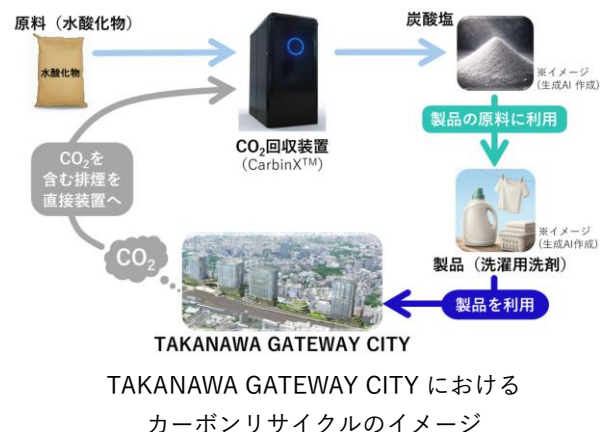 原料（水酸化物）
水酸化物
CO₂回収装置
(CarbinX™)
炭酸塩
※イメージ
(生成AI 作成)
製品の原料に利用
※イメージ
(生成AI作成)
製品（洗濯用洗剤）
製品を利用
CO₂を
含む排煙を
直接装置へ
CO₂
TAKANAWA GATEWAY CITY
TAKANAWA GATEWAY CITY における
カーボンリサイクルのイメージ